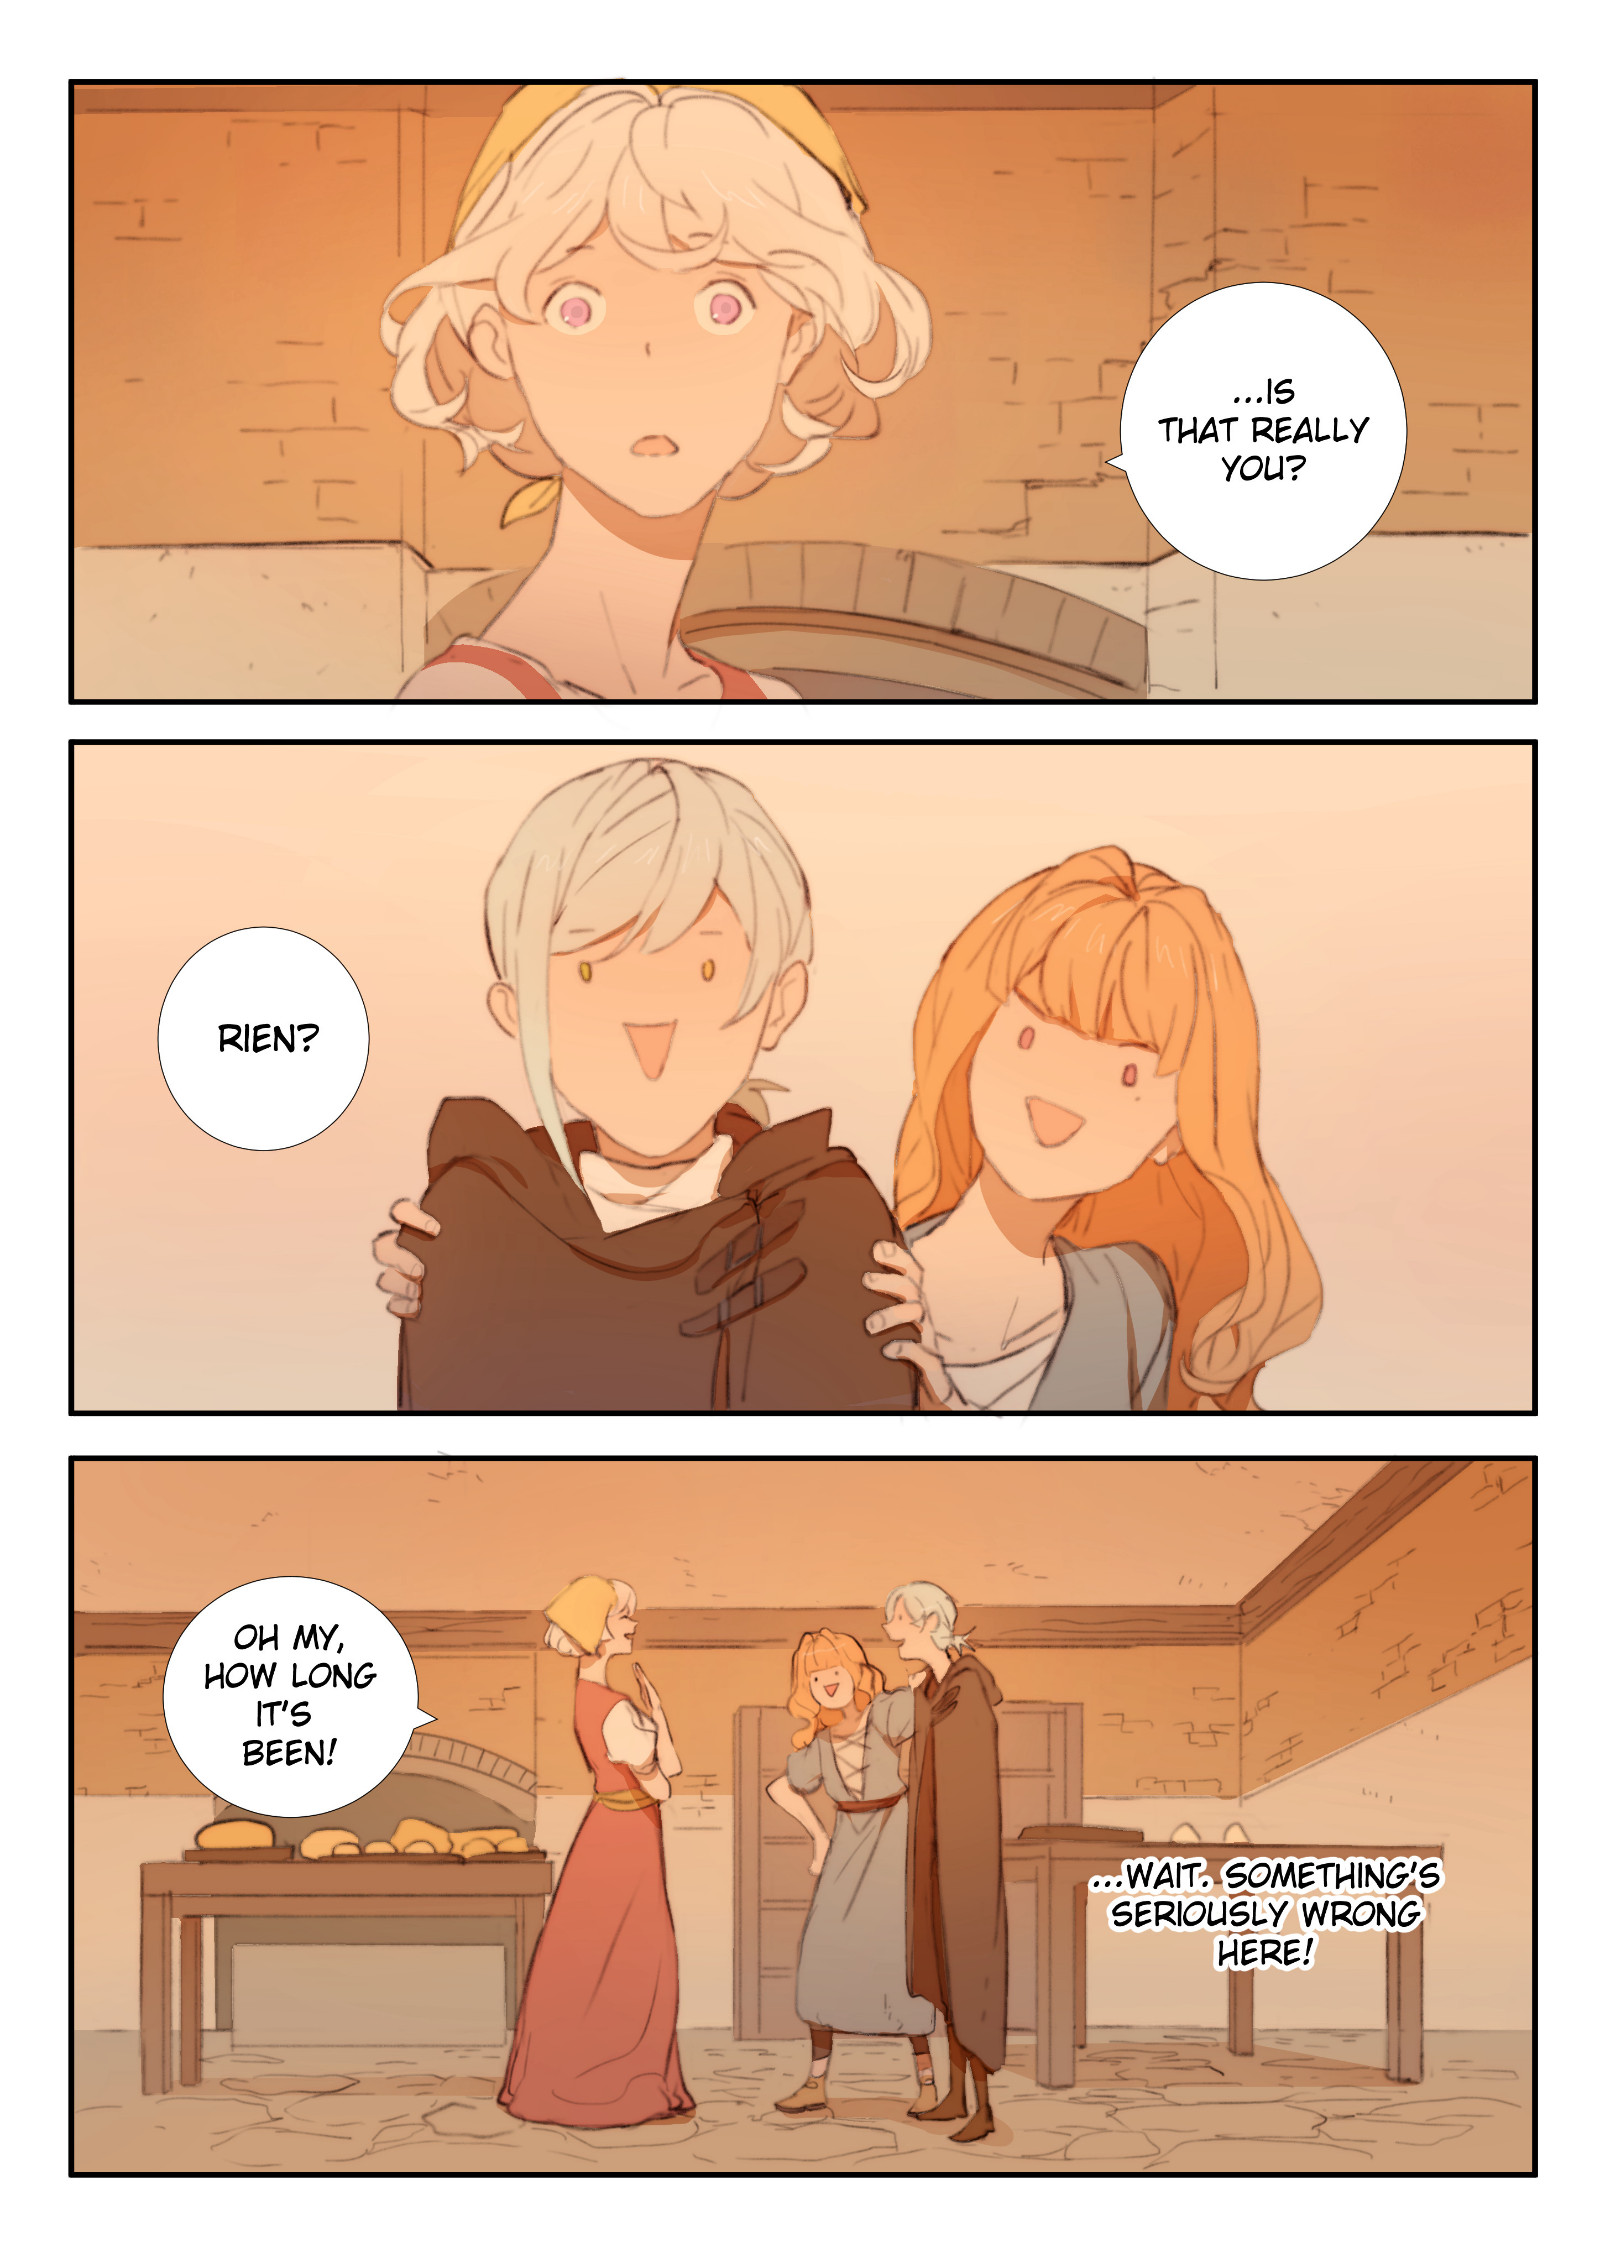 ...IS
THAT REALLY
YOU?
RIEN?
OH MY,
HOW LONG
IT'S
BEEN!
...WAIT. SOMETHING'S
SERIOUSLY WRONG
HERE!